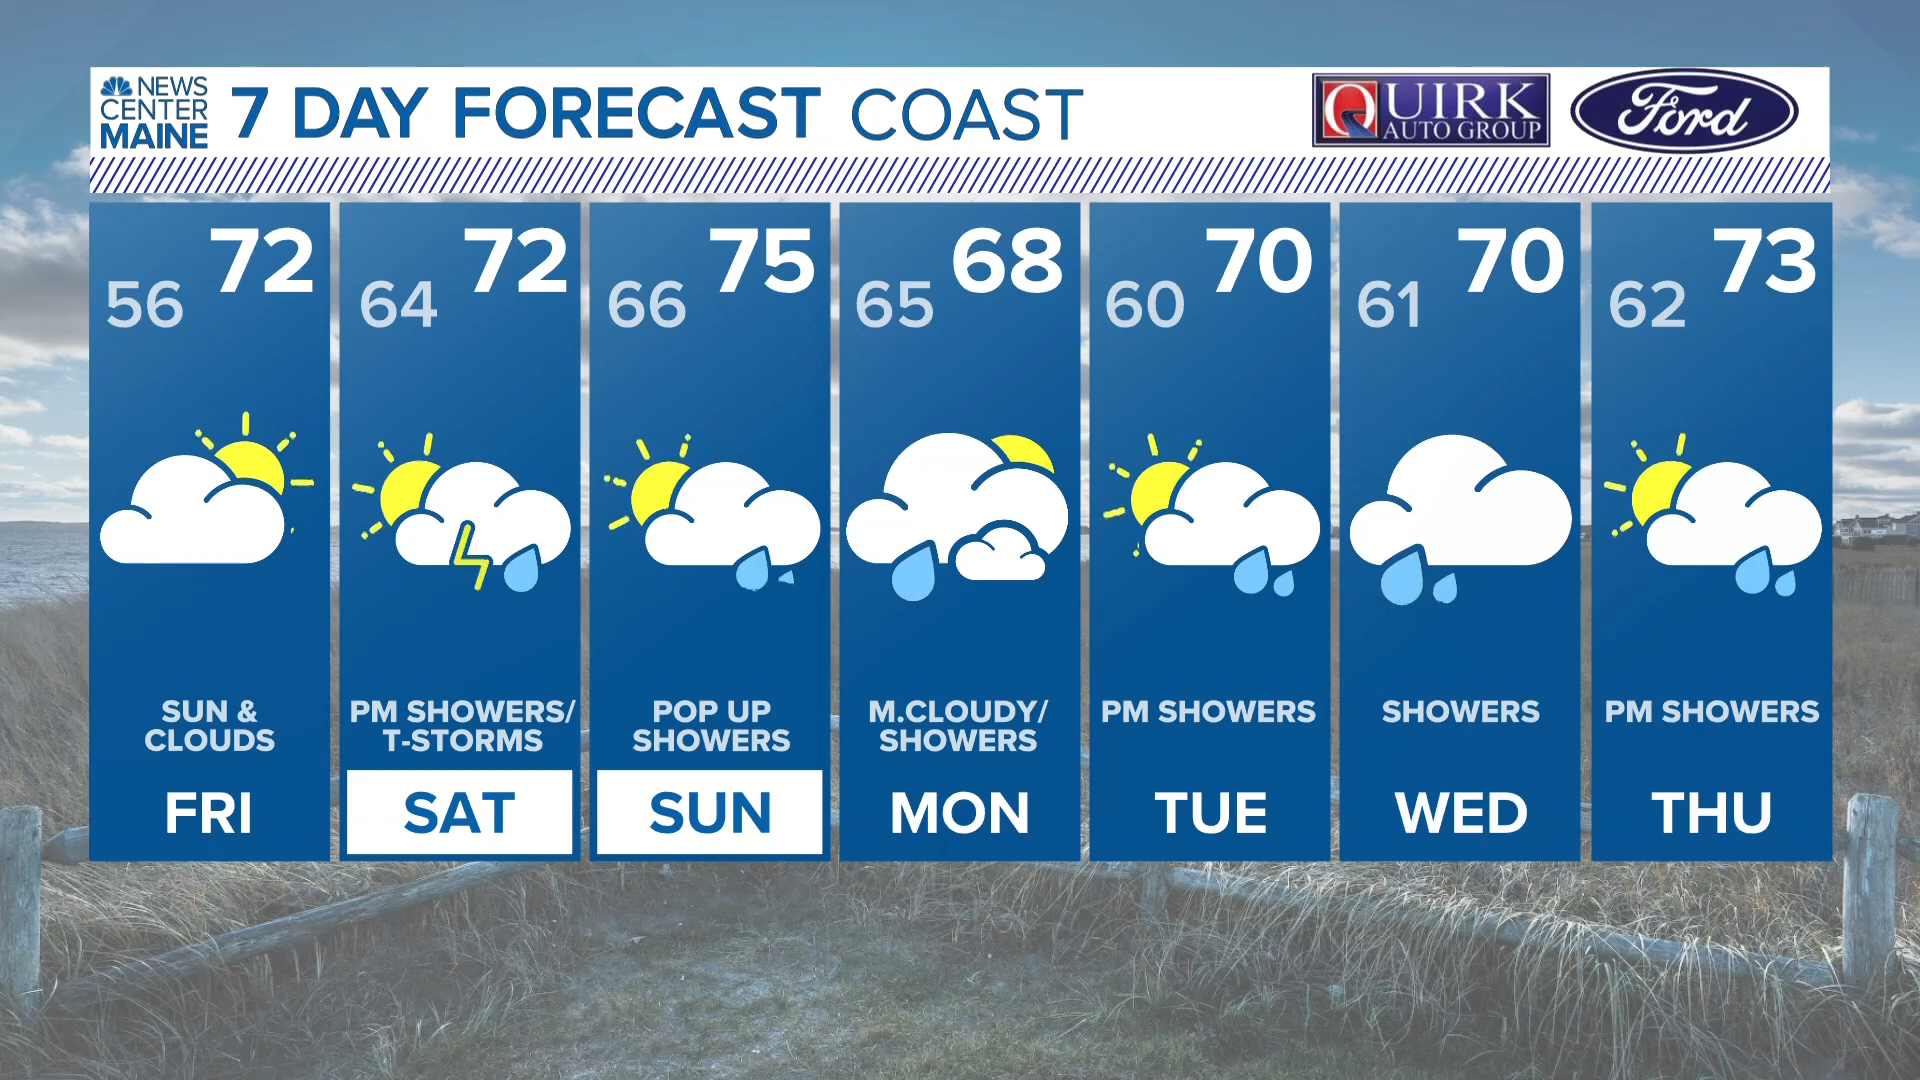 NEWS
CENTER
MAINE
7 DAY FORECAST COAST
QUIRK
AUTO GROUP
Ford
56 72
64 72
66 75
65 68
60 70
61 70
62 73
SUN &
CLOUDS
PM SHOWERS/
T-STORMS
POP UP
SHOWERS
M.CLOUDY/
SHOWERS
PM SHOWERS
SHOWERS
PM SHOWERS
FRI
SAT
SUN
MON
TUE
WED
THU